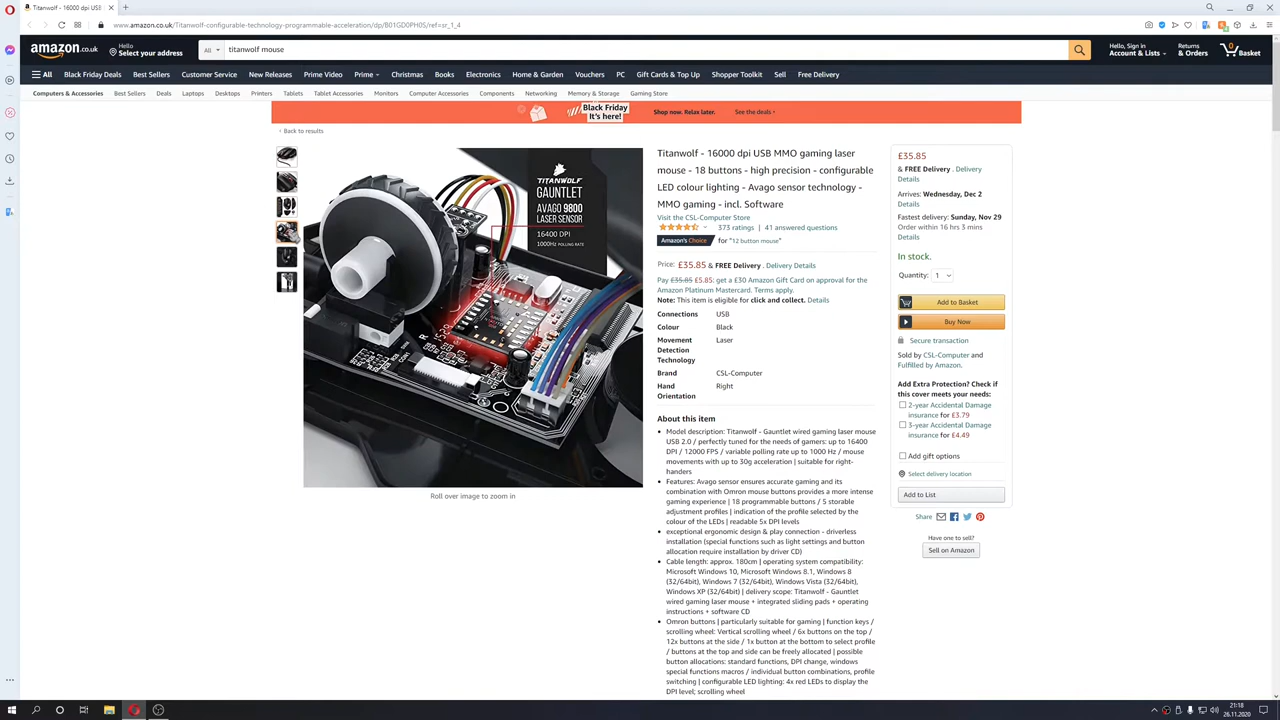 Titanwolf - 16000 dpi USB
www.amazon.co.uk/Titanwolf-configurable-technology-programmable-acceleration/dp/B01GD0PH05/ref=sr_1_4
amazon.co.uk
Hello
Select your address
All
titanwolf mouse
Hello, Sign in
Account & Lists
Returns
& Orders
0
Basket
All
Black Friday Deals
Best Sellers
Customer Service
New Releases
Prime Video
Prime
Christmas
Books
Electronics
Home & Garden
Vouchers
PC
Gift Cards & Top Up
Shopper Toolkit
Sell
Free Delivery
Computers & Accessories
Best Sellers
Deals
Laptops
Desktops
Printers
Tablets
Tablet Accessories
Monitors
Computer Accessories
Components
Networking
Memory & Storage
Gaming Store
Black Friday
It's here!
Shop now. Relax later.
See the deals ›
‹ Back to results
TITANWOLF
GAUNTLET
AVAGO 9800
LASER SENSOR
16400 DPI
1000Hz POLLING RATE
Roll over image to zoom in
Titanwolf - 16000 dpi USB MMO gaming laser
mouse - 18 buttons - high precision - configurable
LED colour lighting - Avago sensor technology -
MMO gaming - incl. Software
Visit the CSL-Computer Store
373 ratings | 41 answered questions
Amazon's Choice for "12 button mouse"
Price: £35.85 & FREE Delivery . Delivery Details
Pay £35.85 £5.85: get a £30 Amazon Gift Card on approval for the
Amazon Platinum Mastercard. Terms apply.
Note: This item is eligible for click and collect. Details
Connections USB
Colour Black
Movement Laser
Detection
Technology
Brand CSL-Computer
Hand Right
Orientation
About this item
Model description: Titanwolf - Gauntlet wired gaming laser mouse
USB 2.0 / perfectly tuned for the needs of gamers: up to 16400
DPI / 12000 FPS / variable polling rate up to 1000 Hz / mouse
movements with up to 30g acceleration | suitable for right-
handers
Features: Avago sensor ensures accurate gaming and its
combination with Omron mouse buttons provides a more intense
gaming experience | 18 programmable buttons / 5 storable
adjustment profiles | indication of the profile selected by the
colour of the LEDs | readable 5x DPI levels
exceptional ergonomic design & play connection - driverless
installation (special functions such as light settings and button
allocation require installation by driver CD)
Cable length: approx. 180cm | operating system compatibility:
Microsoft Windows 10, Microsoft Windows 8.1, Windows 8
(32/64bit), Windows 7 (32/64bit), Windows Vista (32/64bit),
Windows XP (32/64bit) | delivery scope: Titanwolf - Gauntlet
wired gaming laser mouse + integrated sliding pads + operating
instructions + software CD
Omron buttons | particularly suitable for gaming | function keys /
scrolling wheel: Vertical scrolling wheel / 6x buttons on the top /
12x buttons at the side / 1x button at the bottom to select profile
/ buttons at the top and side can be freely allocated | possible
button allocations: standard functions, DPI change, windows
special functions macros / individual button combinations, profile
switching | configurable LED lighting: 4x red LEDs to display the
DPI level; scrolling wheel
£35.85
& FREE Delivery . Delivery
Details
Arrives: Wednesday, Dec 2
Details
Fastest delivery: Sunday, Nov 29
Order within 16 hrs 3 mins
Details
In stock.
Quantity: 1
Add to Basket
Buy Now
Secure transaction
Sold by CSL-Computer and
Fulfilled by Amazon.
Add Extra Protection? Check if
this cover meets your needs:
2-year Accidental Damage
insurance for £3.79
3-year Accidental Damage
insurance for £4.49
Add gift options
Select delivery location
Add to List
Share
Have one to sell?
Sell on Amazon
21:18
26.11.2020